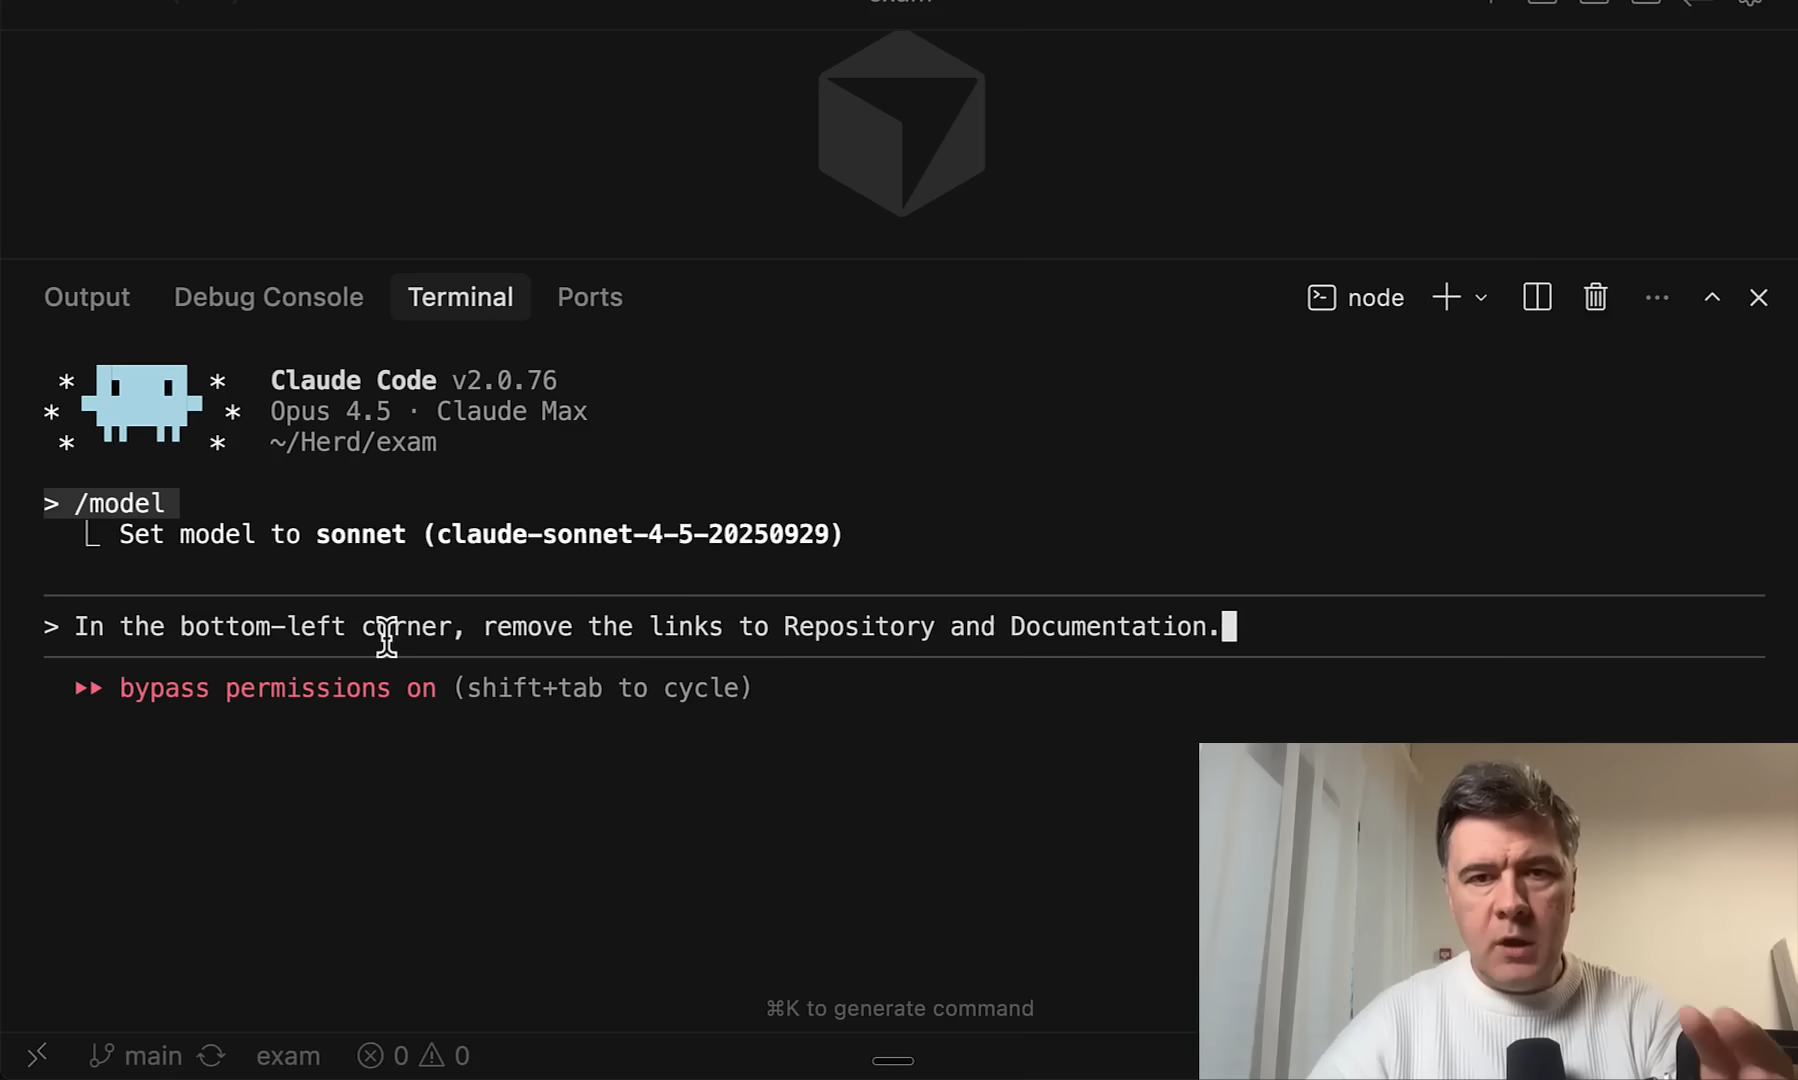 exam
Output Debug Console Terminal Ports node
* * Claude Code v2.0.76
* * Opus 4.5 · Claude Max
* * ~/Herd/exam
> /model
⎿ Set model to sonnet (claude-sonnet-4-5-20250929)
> In the bottom-left corner, remove the links to Repository and Documentation.
bypass permissions on (shift+tab to cycle)
⌘K to generate command
main exam 0 0